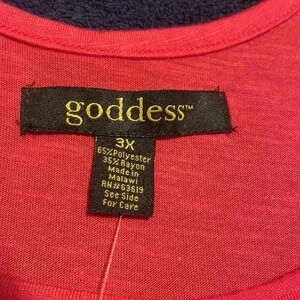 goddess™
3X
65%Polyester
35%Rayon
Made in
Malawi
RN#63619
See Side
For Care